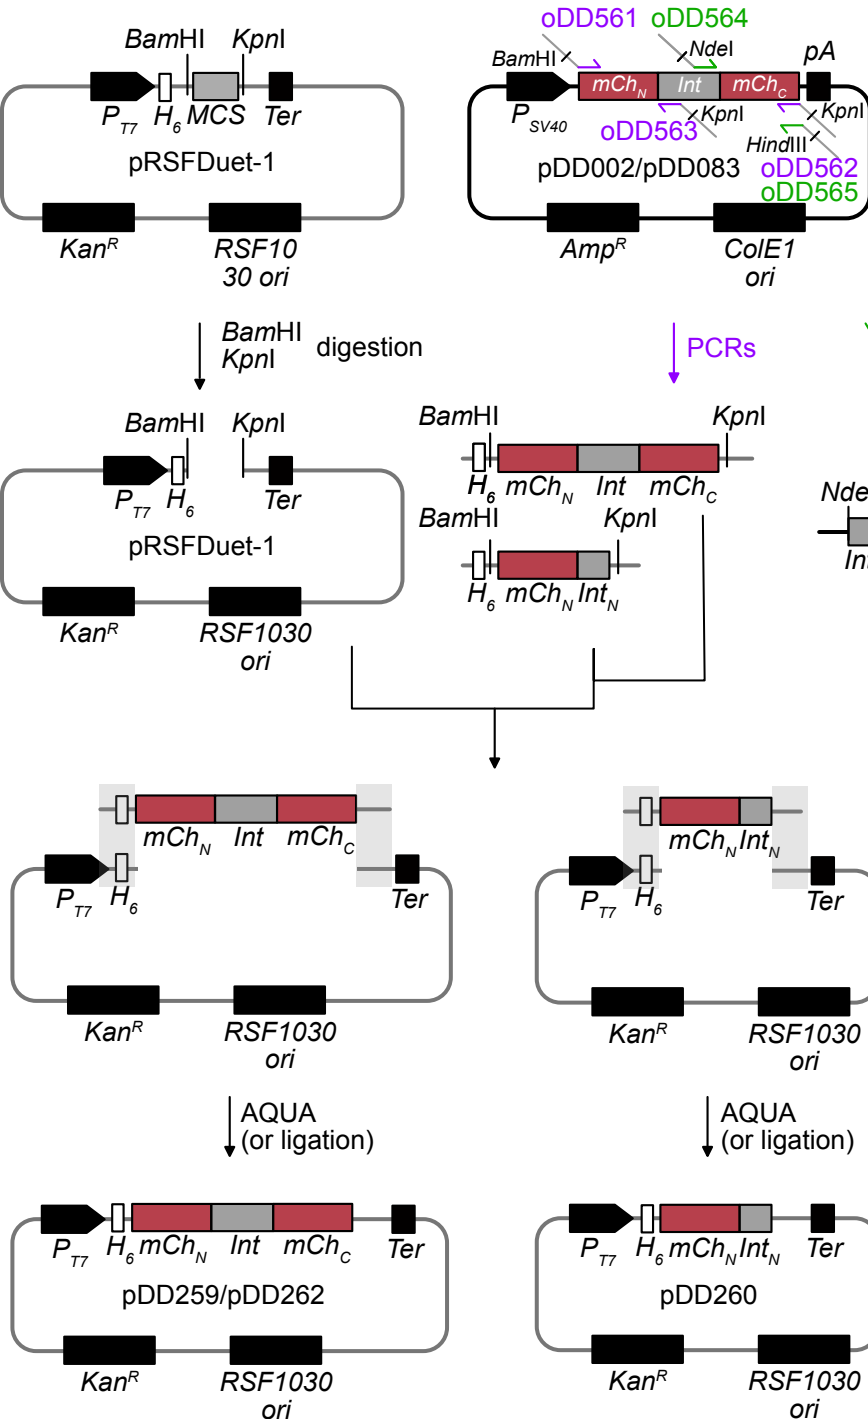 oDD561 oDD564
BamHI KpnI
BamHI NdeI pA
mChN Int mChC
PT7 H6 MCS Ter
PSV40 oDD563 KpnI KpnI
HindIII
pRSFDuet-1
pDD002/pDD083 oDD562
oDD565
KanR RSF10
30 ori
AmpR ColE1
ori
BamHI
KpnI digestion
PCRs
BamHI KpnI
BamHI KpnI
PT7 H6 Ter
H6 mChN Int mChC
BamHI KpnI
Nde
pRSFDuet-1
H6 mChN IntN
Int
KanR RSF1030
ori
mChN Int mChC
mChN IntN
PT7 H6 Ter
PT7 H6 Ter
KanR RSF1030
ori
KanR RSF1030
ori
AQUA
(or ligation)
AQUA
(or ligation)
PT7 H6 mChN Int mChC Ter
PT7 H6 mChN IntN Ter
pDD259/pDD262
pDD260
KanR RSF1030
ori
KanR RSF1030
ori